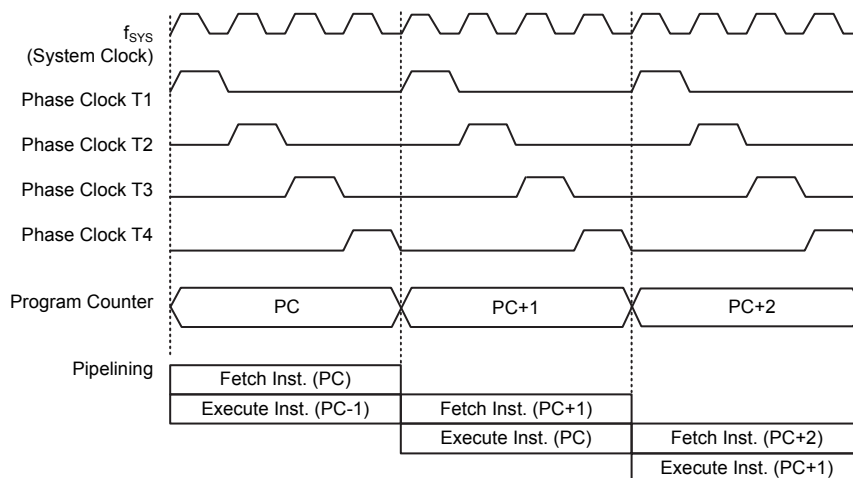 fSYS
(System Clock)
Phase Clock T1
Phase Clock T2
Phase Clock T3
Phase Clock T4
Program Counter
PC
PC+1
PC+2
Pipelining
Fetch Inst. (PC)
Execute Inst. (PC-1)
Fetch Inst. (PC+1)
Execute Inst. (PC)
Fetch Inst. (PC+2)
Execute Inst. (PC+1)